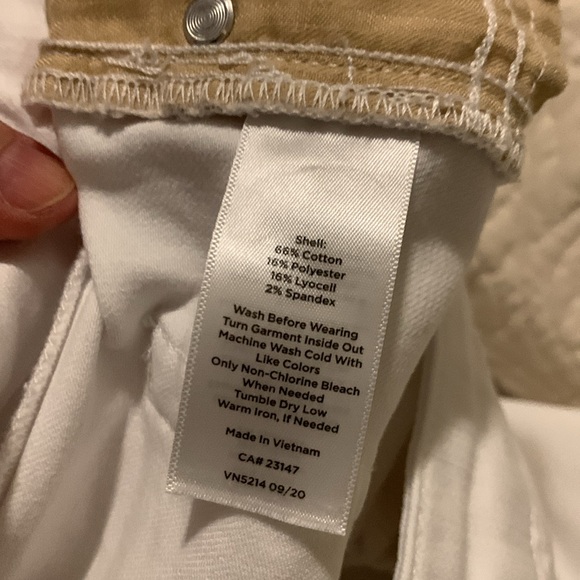 Shell:
66% Cotton
16% Polyester
16% Lyocell
2% Spandex
Wash Before Wearing
Turn Garment Inside Out
Machine Wash Cold With
Like Colors
Only Non-Chlorine Bleach
When Needed
Tumble Dry Low
Warm Iron, If Needed
Made In Vietnam
CA# 23147
VN5214 09/20